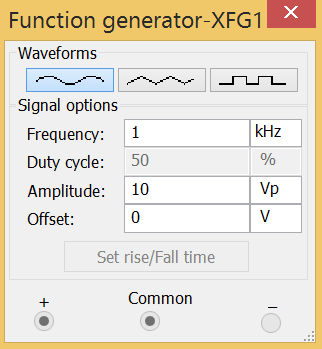 Function generator-XFG1
Waveforms
Signal options
Frequency: 1 kHz
Duty cycle: 50 %
Amplitude: 10 Vp
Offset: 0 V
Set rise/Fall time
+ Common −